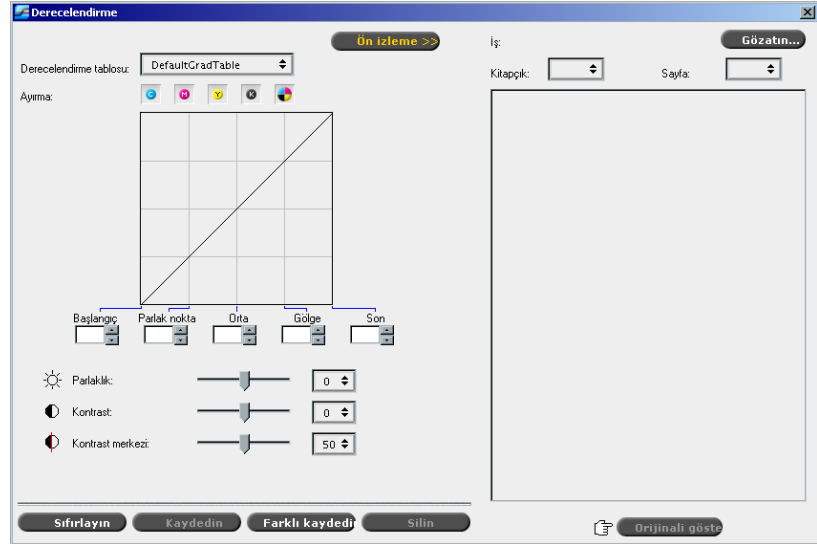 Derecelendirme
Ön izleme >>
Derecelendirme tablosu: DefaultGradTable
Ayırma: C M Y K
Başlangıç Parlak nokta Orta Gölge Son
Parlaklık: 0
Kontrast: 0
Kontrast merkezi: 50
Sıfırlayın Kaydedin Farklı kaydedi Silin
İş: Gözatın...
Kitapçık: Sayfa:
Orijinali göste